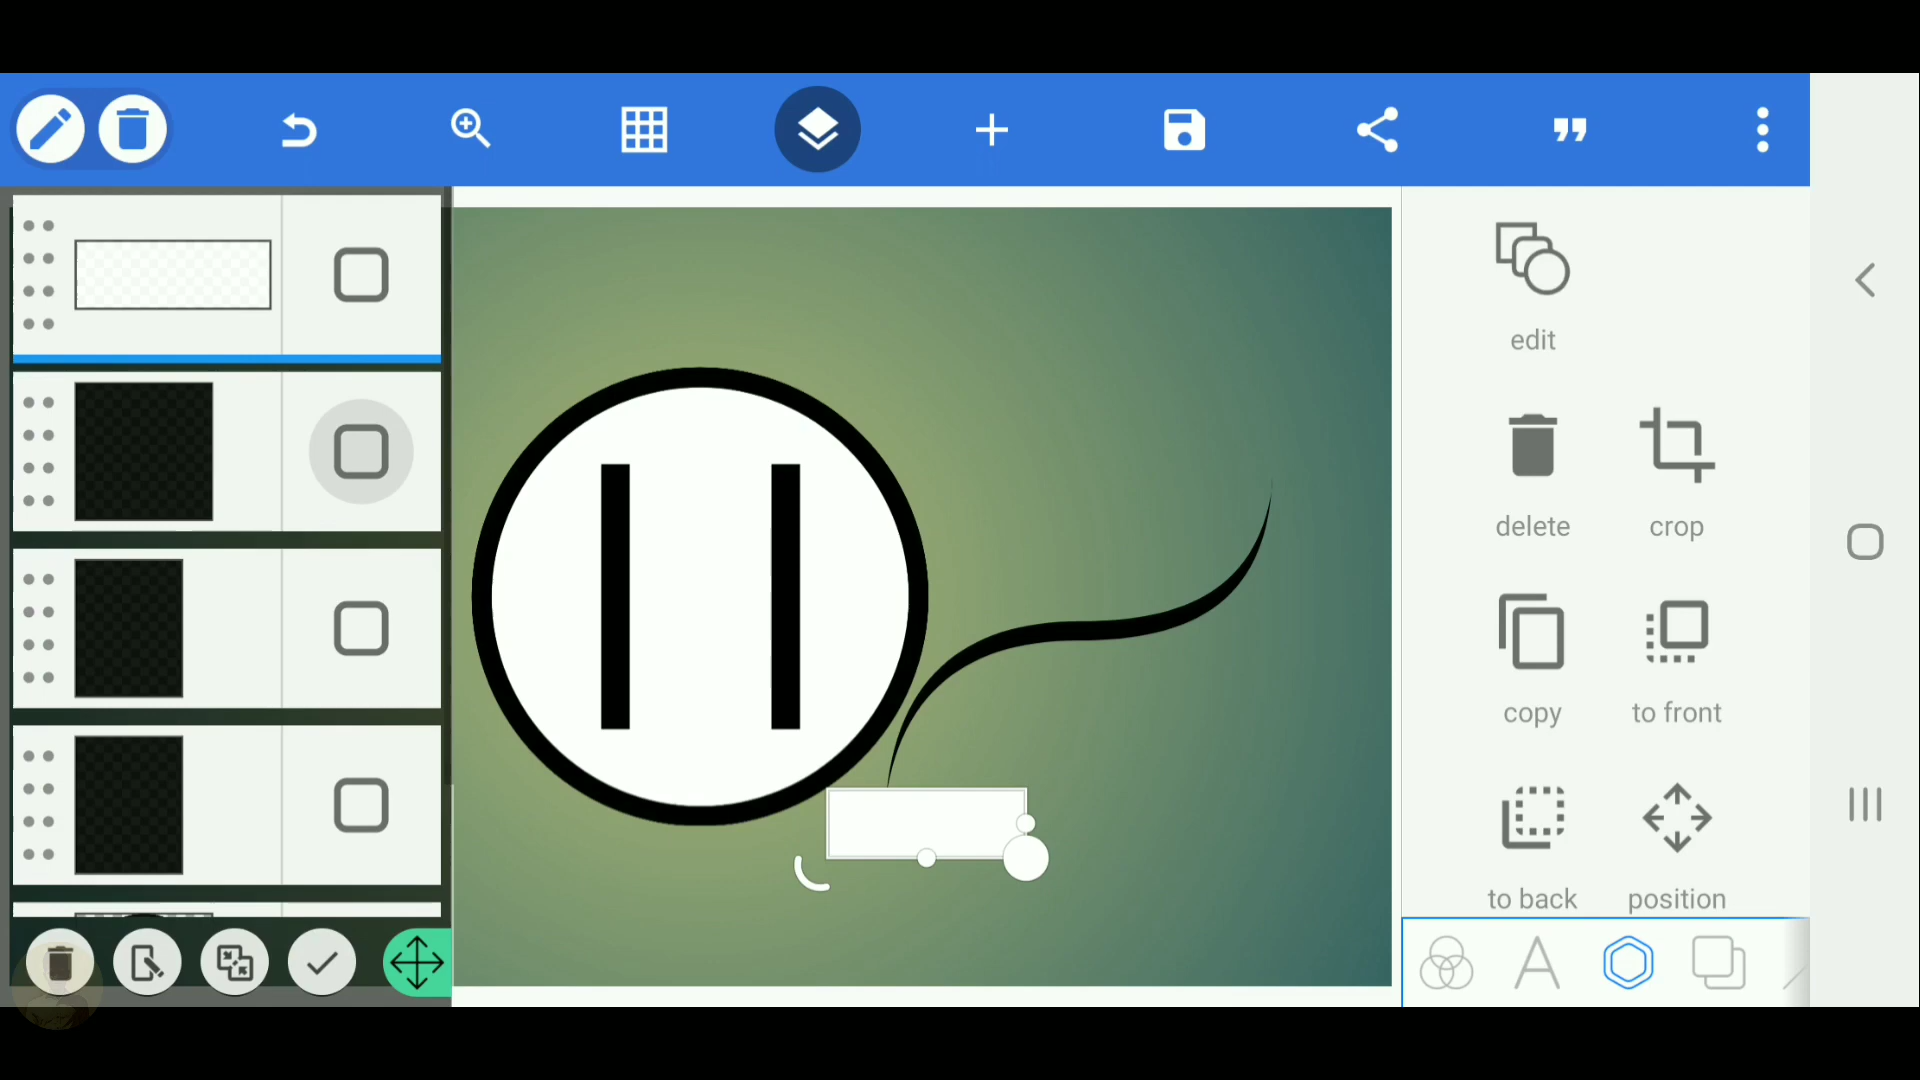 edit
delete
crop
copy
to front
to back
position